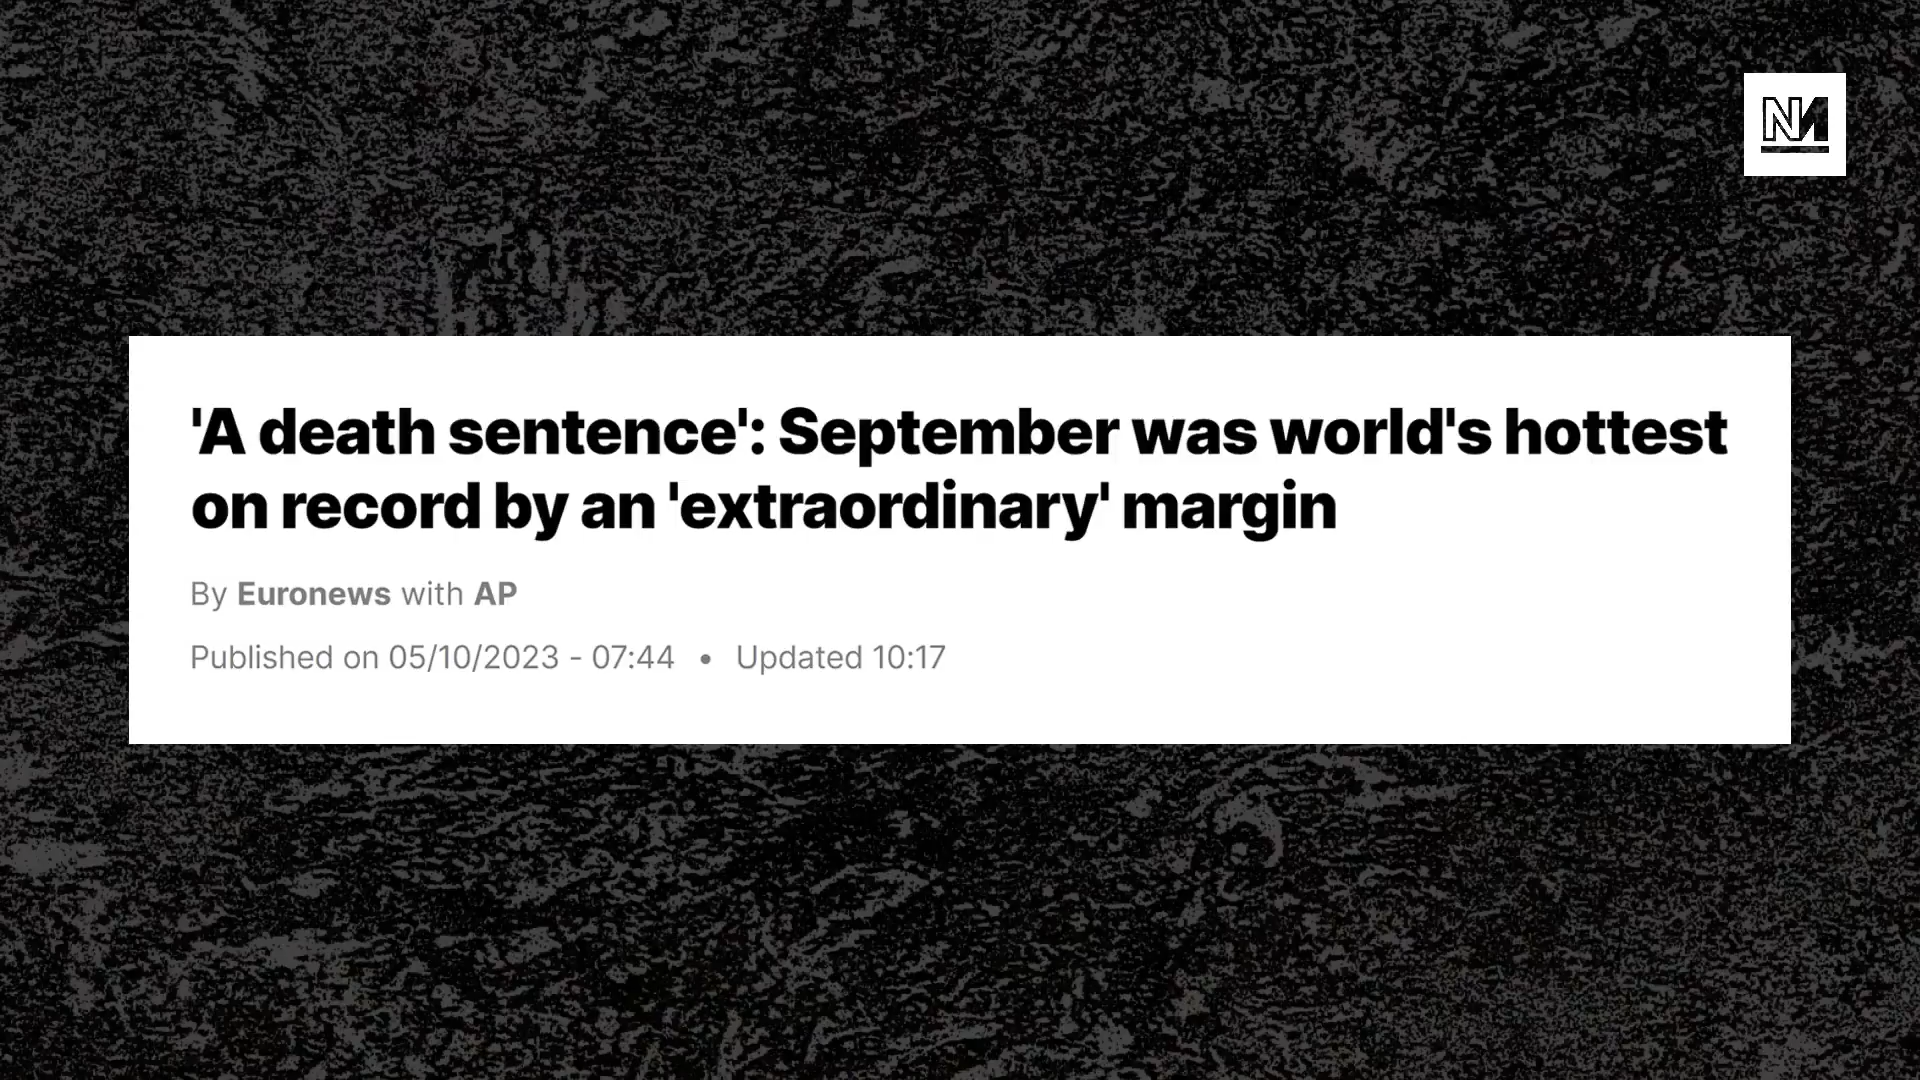 NM
'A death sentence': September was world's hottest
on record by an 'extraordinary' margin
By Euronews with AP
Published on 05/10/2023 - 07:44 • Updated 10:17